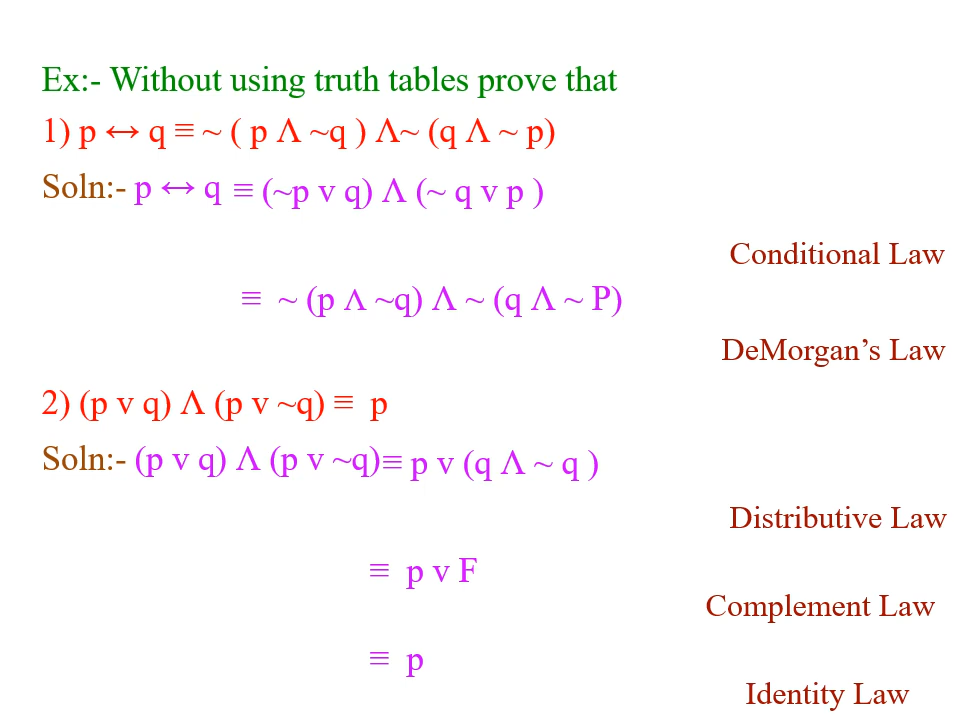 Ex:- Without using truth tables prove that
1) p ↔ q ≡ ~ ( p Λ ~q ) Λ~ (q Λ ~ p)
Soln:- p ↔ q ≡ (~p v q) Λ (~ q v p )
Conditional Law
≡ ~ (p Λ ~q) Λ ~ (q Λ ~ P)
DeMorgan’s Law
2) (p v q) Λ (p v ~q) ≡ p
Soln:- (p v q) Λ (p v ~q)≡ p v (q Λ ~ q )
Distributive Law
≡ p v F
Complement Law
≡ p
Identity Law